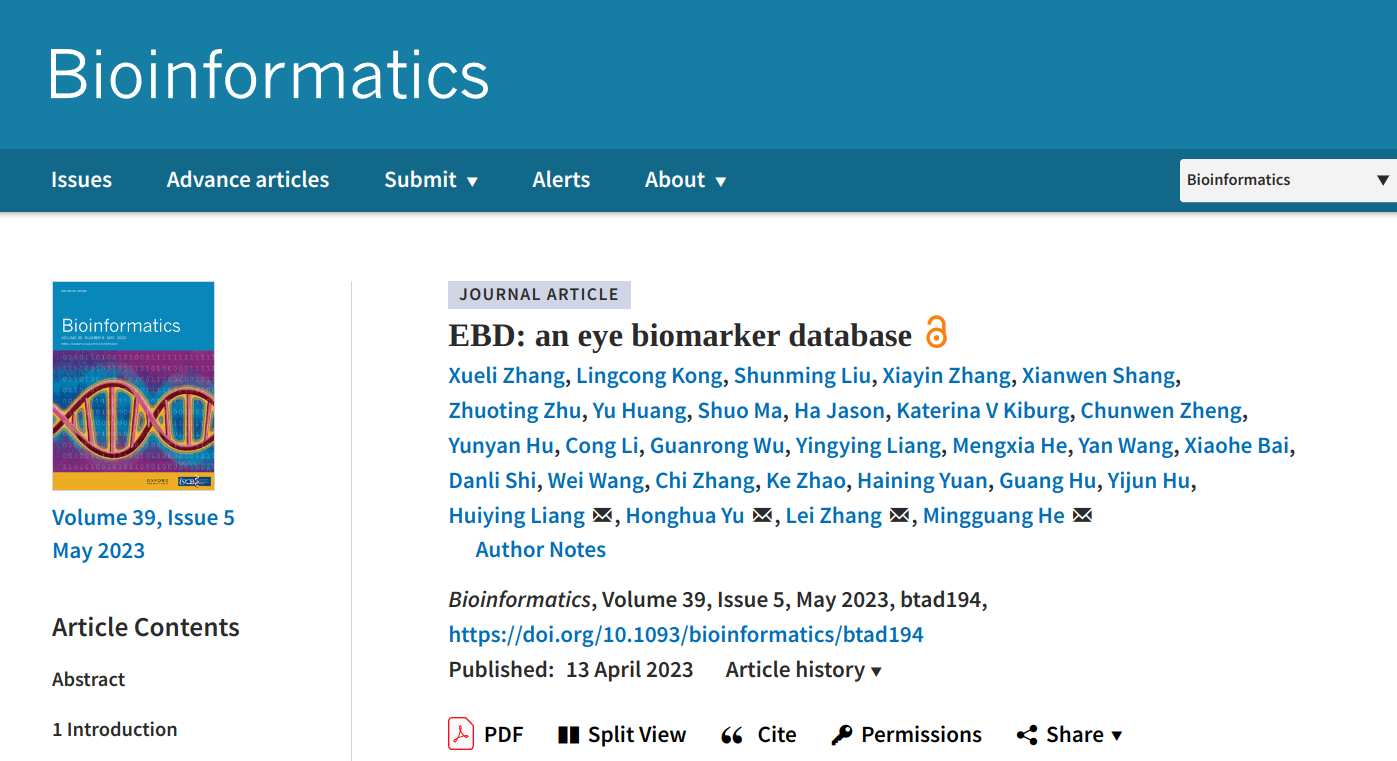 Bioinformatics
Issues Advance articles Submit ▼ Alerts About ▼ Bioinformatics ▼
JOURNAL ARTICLE
EBD: an eye biomarker database
Xueli Zhang, Lingcong Kong, Shunming Liu, Xiayin Zhang, Xianwen Shang,
Zhuoting Zhu, Yu Huang, Shuo Ma, Ha Jason, Katerina V Kiburg, Chunwen Zheng,
Yunyan Hu, Cong Li, Guanrong Wu, Yingying Liang, Mengxia He, Yan Wang, Xiaohe Bai,
Danli Shi, Wei Wang, Chi Zhang, Ke Zhao, Haining Yuan, Guang Hu, Yijun Hu,
Huiying Liang, Honghua Yu, Lei Zhang, Mingguang He
Author Notes
Bioinformatics, Volume 39, Issue 5, May 2023, btad194,
https://doi.org/10.1093/bioinformatics/btad194
Published: 13 April 2023 Article history ▼
PDF Split View Cite Permissions Share ▼
Bioinformatics
OXFORD
ISCB
Volume 39, Issue 5
May 2023
Article Contents
Abstract
1 Introduction